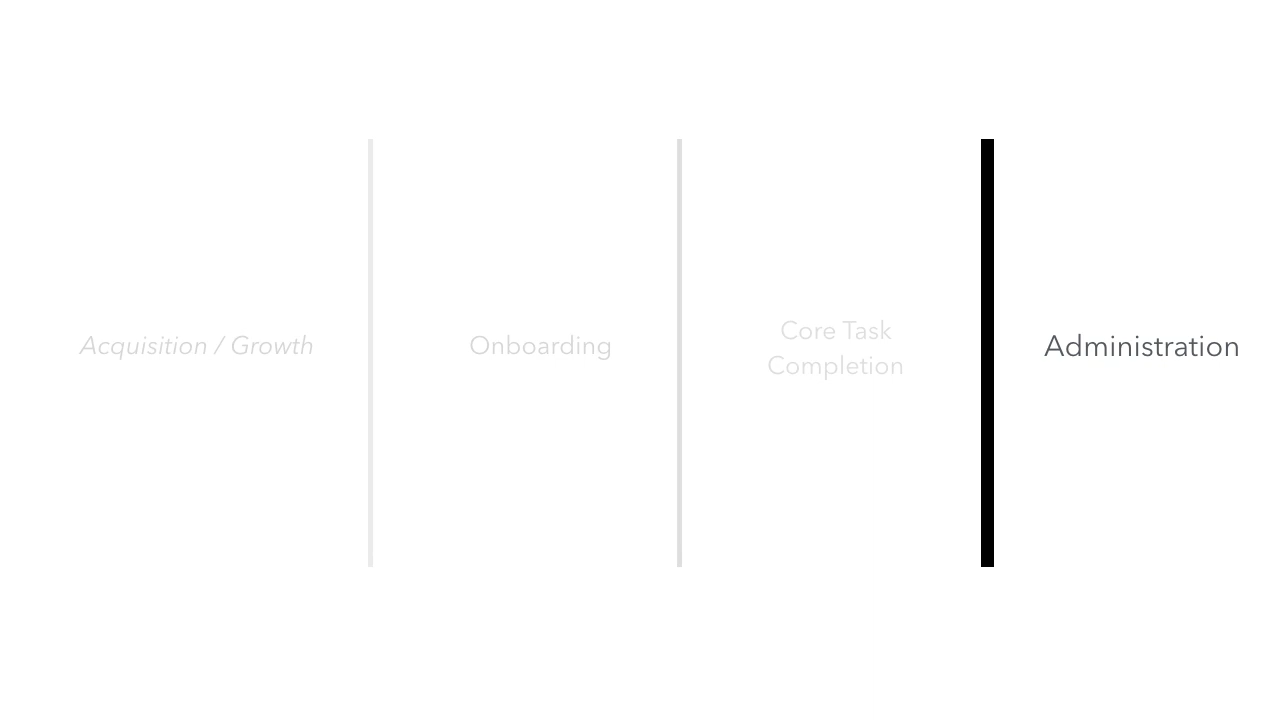 Acquisition / Growth
Onboarding
Core Task
Completion
Administration